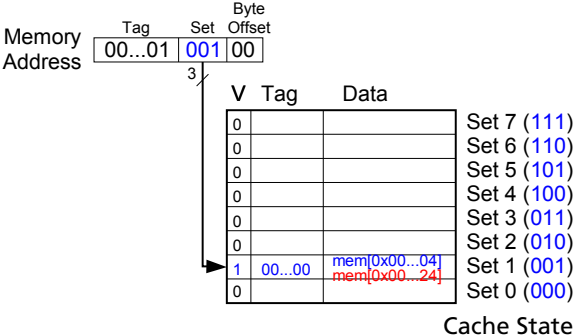 Byte
Tag Set Offset
Memory
Address
00...01 001 00
3
V Tag Data
0 Set 7 (111)
0 Set 6 (110)
0 Set 5 (101)
0 Set 4 (100)
0 Set 3 (011)
0 Set 2 (010)
1 00...00 mem[0x00...04] Set 1 (001)
mem[0x00...24]
0 Set 0 (000)
Cache State